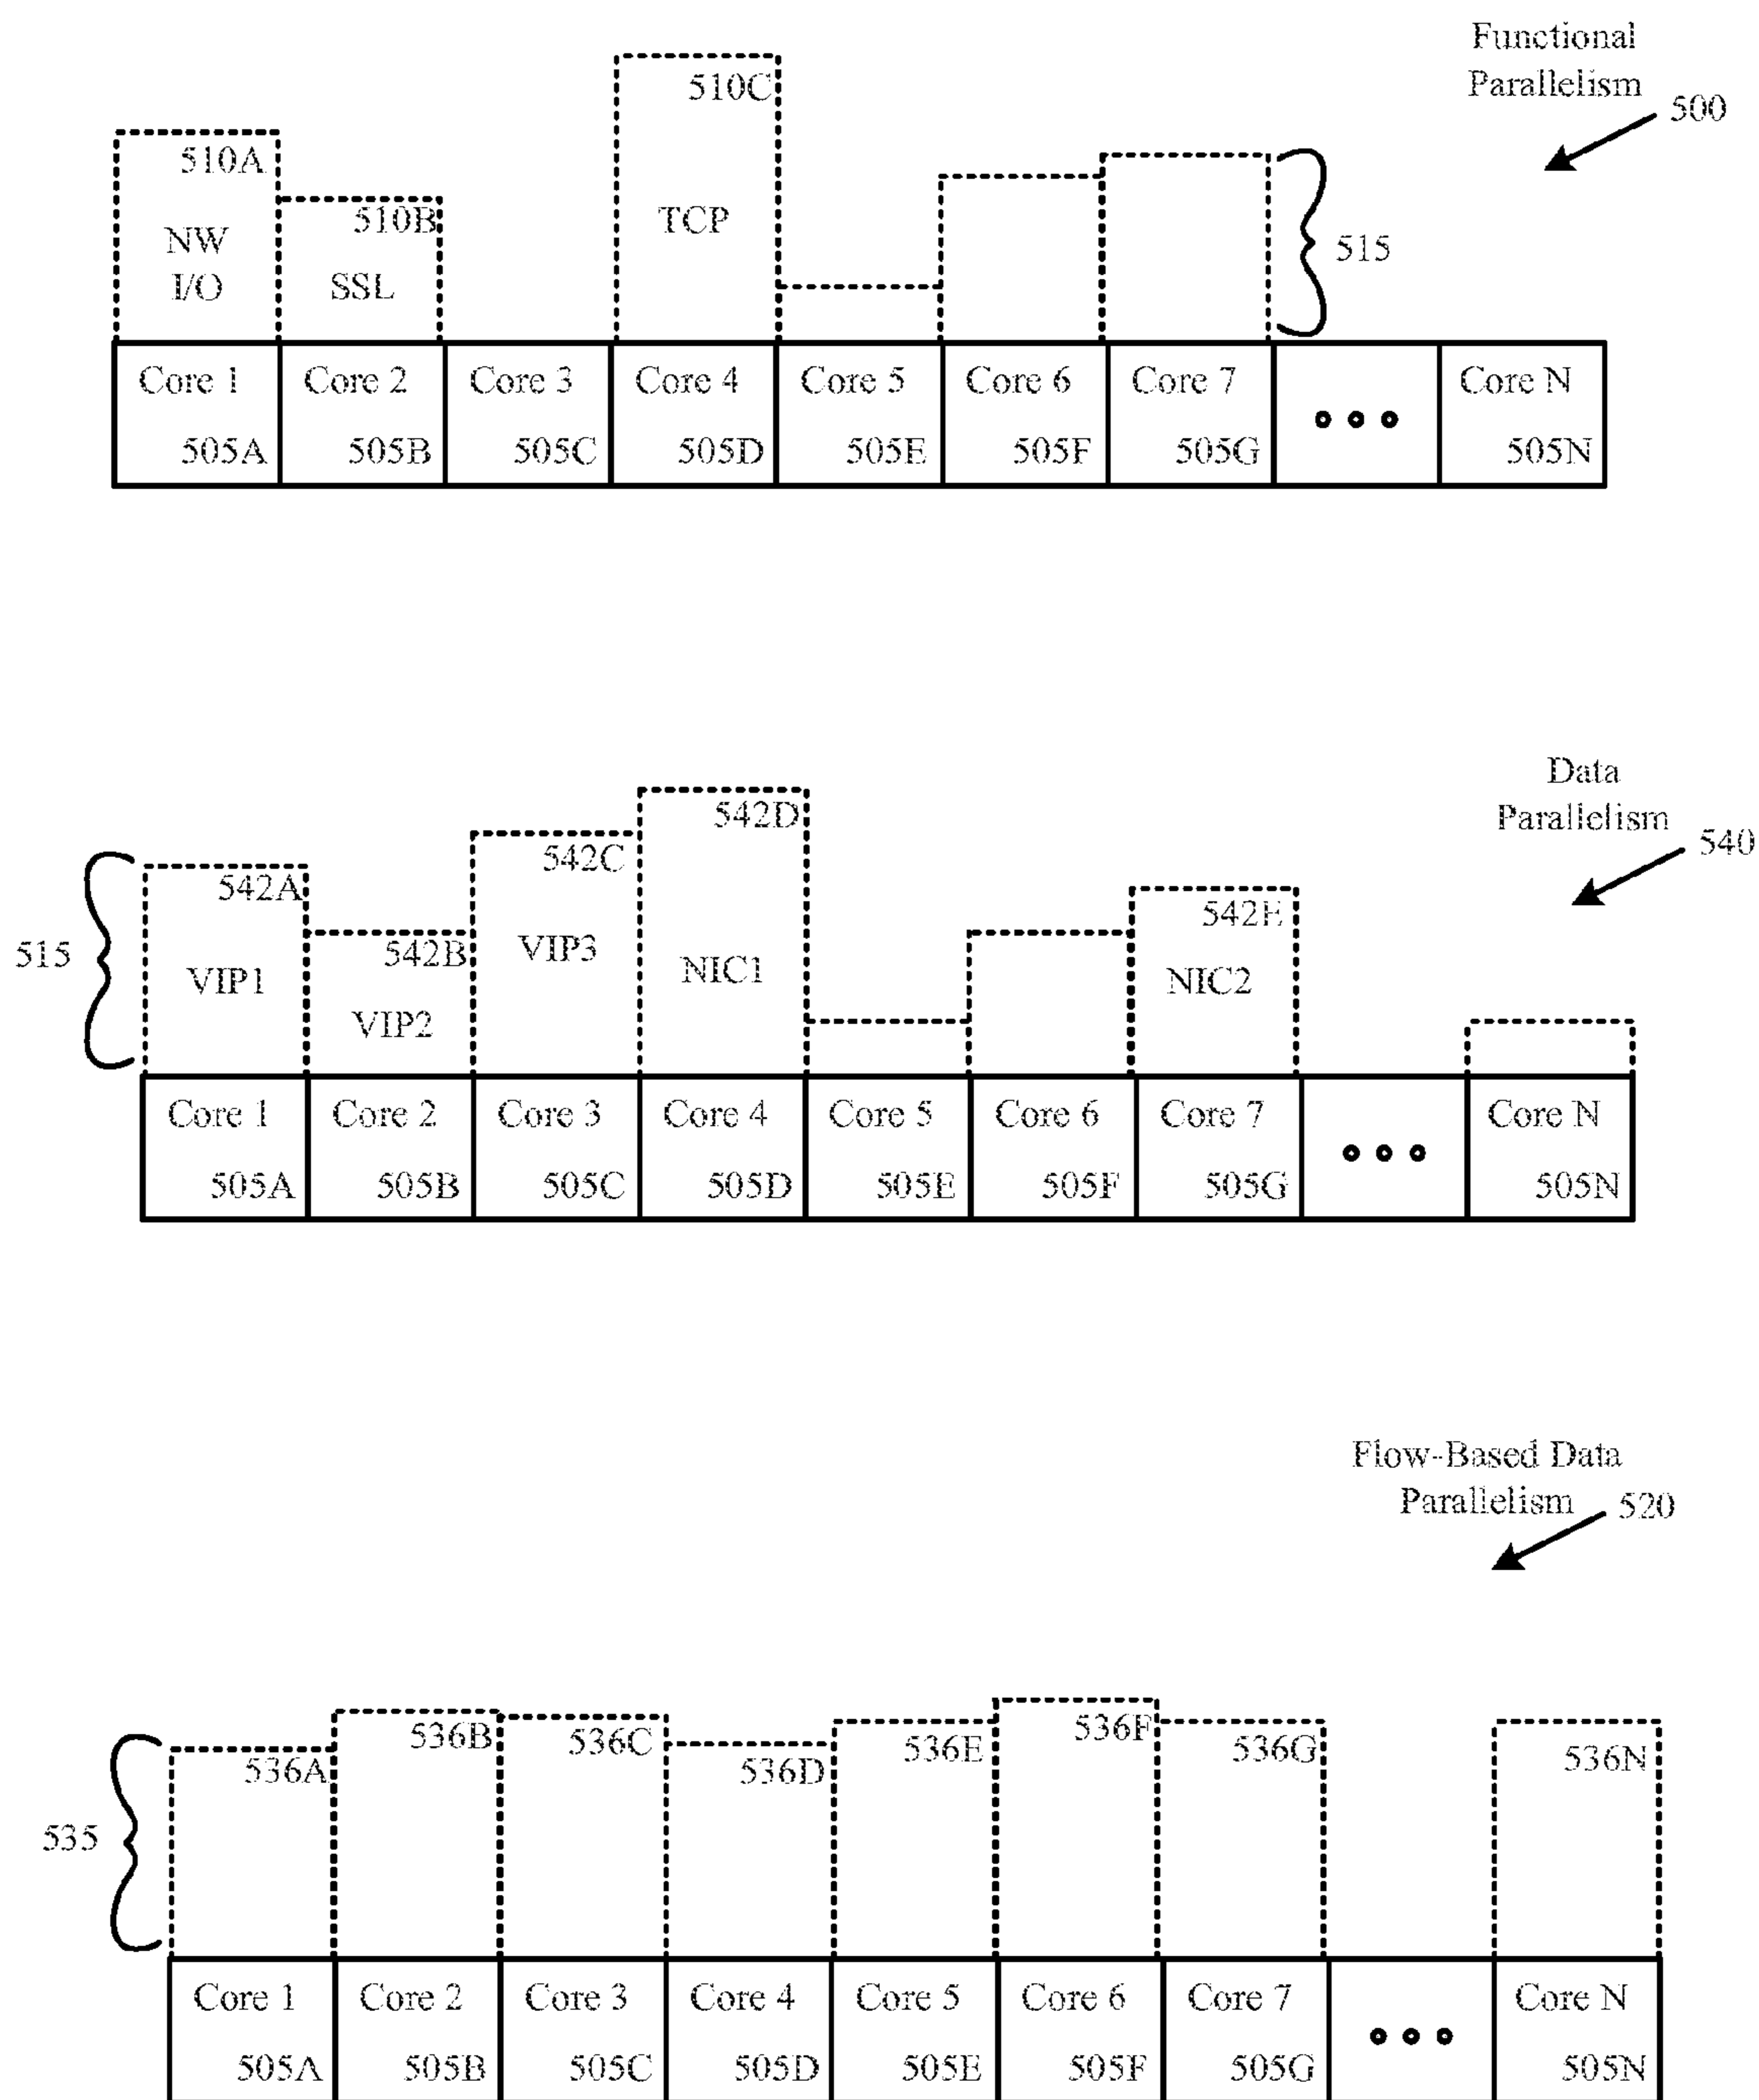 Functional
Parallelism
500
510A
NW
I/O
510B
SSL
510C
TCP
515
Core 1 Core 2 Core 3 Core 4 Core 5 Core 6 Core 7 Core N
505A 505B 505C 505D 505E 505F 505G 505N
Data
Parallelism
540
515
542A
VIP1
542B
VIP2
542C
VIP3
542D
NIC1
542E
NIC2
Core 1 Core 2 Core 3 Core 4 Core 5 Core 6 Core 7 Core N
505A 505B 505C 505D 505E 505F 505G 505N
Flow-Based Data
Parallelism
520
535
536A 536B 536C 536D 536E 536F 536G 536N
Core 1 Core 2 Core 3 Core 4 Core 5 Core 6 Core 7 Core N
505A 505B 505C 505D 505E 505F 505G 505N